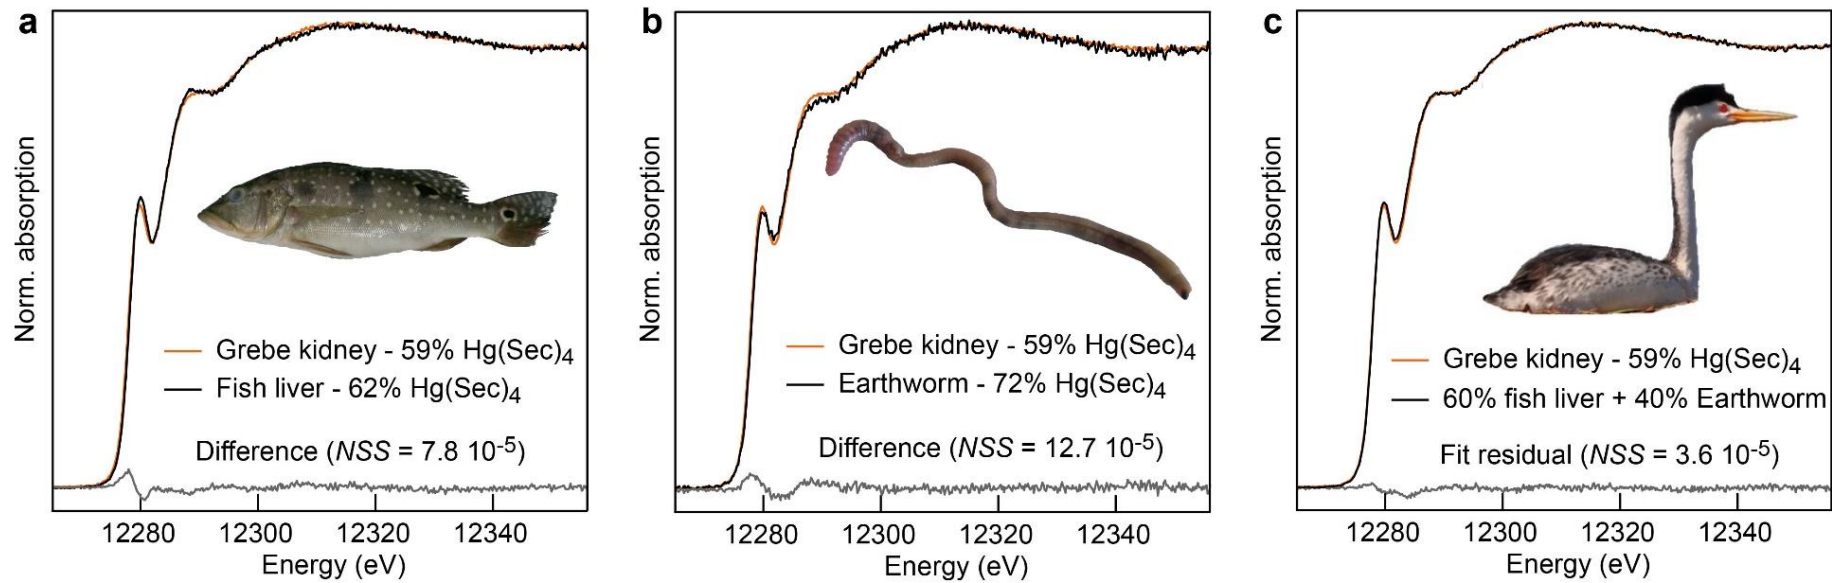 a
Norm. absorption
Grebe kidney - 59% Hg(Sec)4
Fish liver - 62% Hg(Sec)4
Difference (NSS = 7.8 10-5)
12280 12300 12320 12340
Energy (eV)
b
Norm. absorption
Grebe kidney - 59% Hg(Sec)4
Earthworm - 72% Hg(Sec)4
Difference (NSS = 12.7 10-5)
12280 12300 12320 12340
Energy (eV)
c
Norm. absorption
Grebe kidney - 59% Hg(Sec)4
60% fish liver + 40% Earthworm
Fit residual (NSS = 3.6 10-5)
12280 12300 12320 12340
Energy (eV)